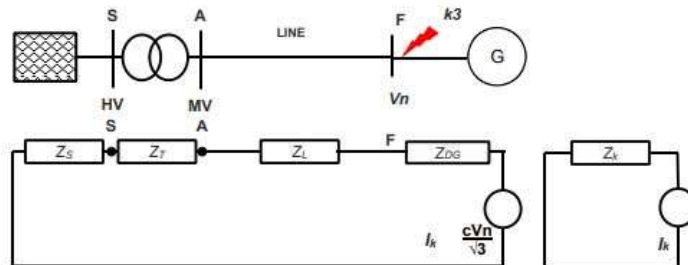 S A F k3
LINE
G
HV MV Vn
S A F
ZS ZT ZL ZDG Zk
Ik cVn Ik
√3